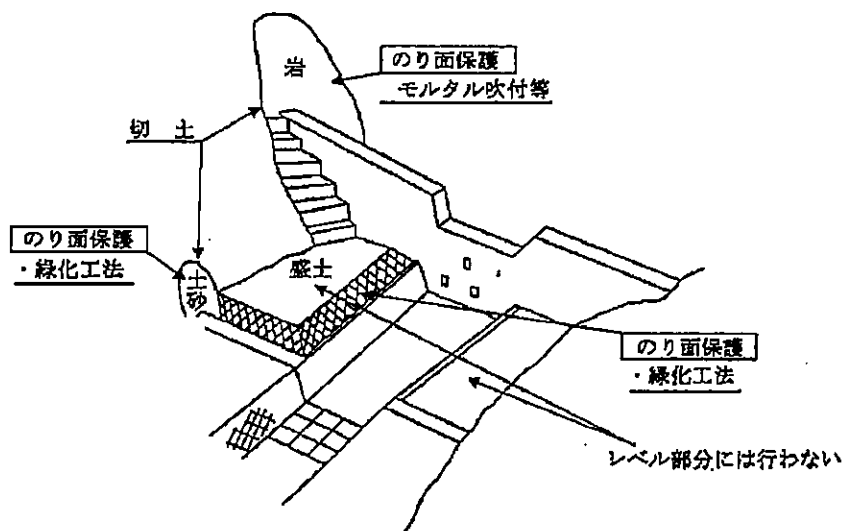 岩
のり面保護
モルタル吹付等
切土
のり面保護
・緑化工法
土砂
盛土
のり面保護
・緑化工法
レベル部分には行わない